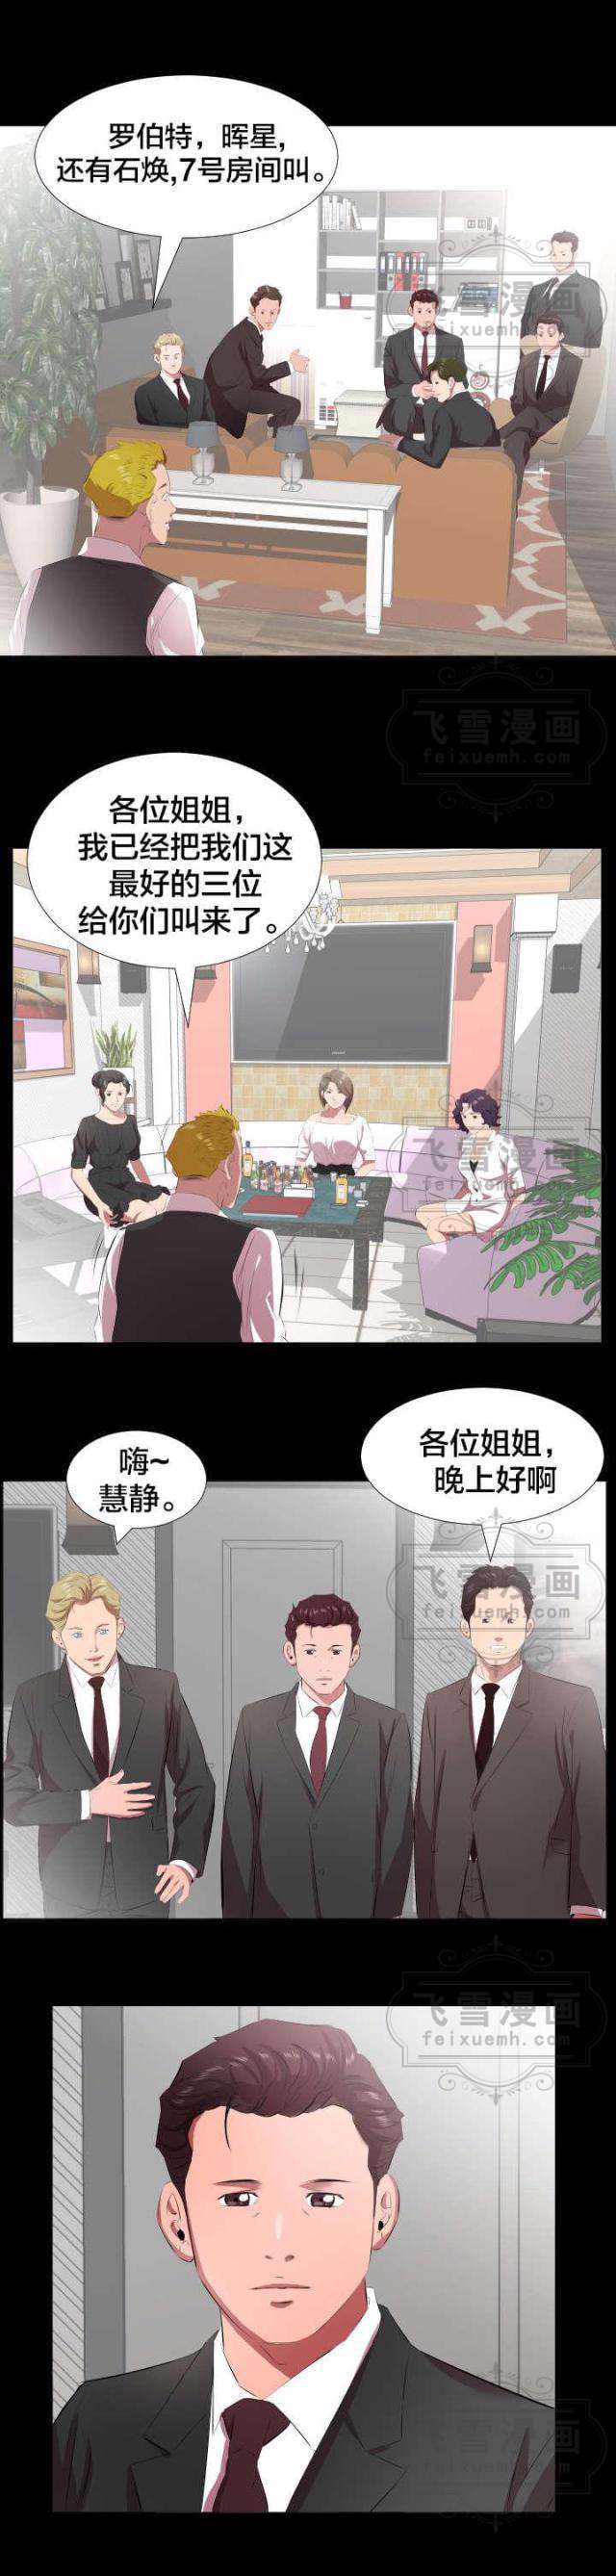 罗伯特，晖星，
还有石焕,7号房间叫。
飞雪漫画
feixuemh.com
飞雪漫画
feixuemh.com
各位姐姐，
我已经把我们这
最好的三位
给你们叫来了。
飞雪漫画
feixuemh.com
嗨~
慧静。
各位姐姐，
晚上好啊
飞雪漫画
feixuemh.com
飞雪漫画
feixuemh.com
飞雪漫画
feixuemh.com